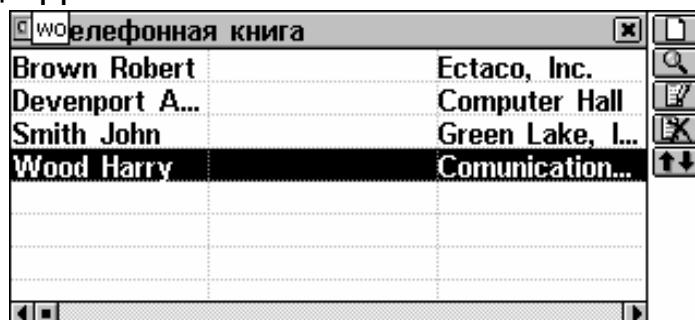 wo елефонная книга
Brown Robert Ectaco, Inc.
Devenport A... Computer Hall
Smith John Green Lake, I...
Wood Harry Comunication...